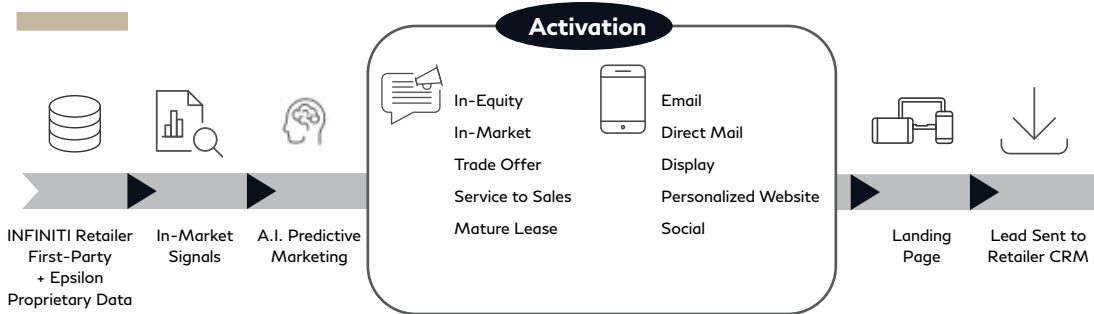 Activation
In-Equity
In-Market
Trade Offer
Service to Sales
Mature Lease
Email
Direct Mail
Display
Personalized Website
Social
INFINITI Retailer
First-Party
+ Epsilon
Proprietary Data
In-Market
Signals
A.I. Predictive
Marketing
Landing
Page
Lead Sent to
Retailer CRM